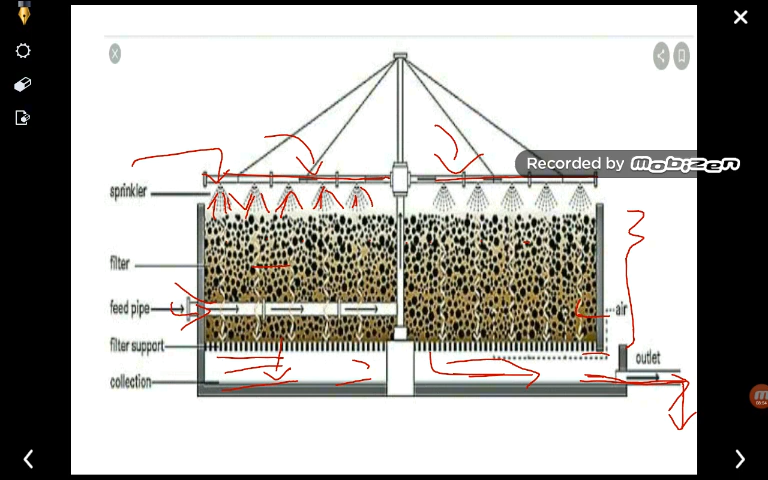 Recorded by mobizen
sprinkler
filter
feed pipe
air
filter support
outlet
collection